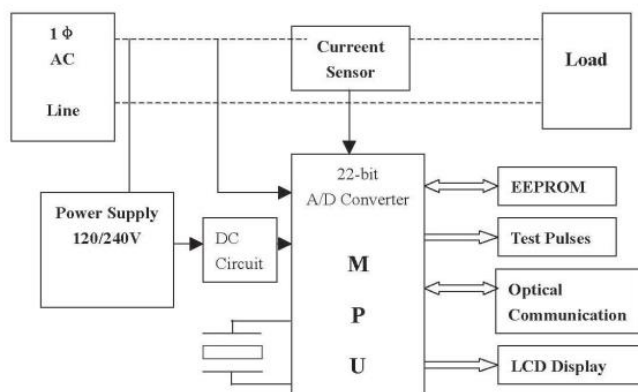 1 Φ
AC
Line
Curreent
Sensor
Load
22-bit
A/D Converter
M
P
U
Power Supply
120/240V
DC
Circuit
EEPROM
Test Pulses
Optical
Communication
LCD Display